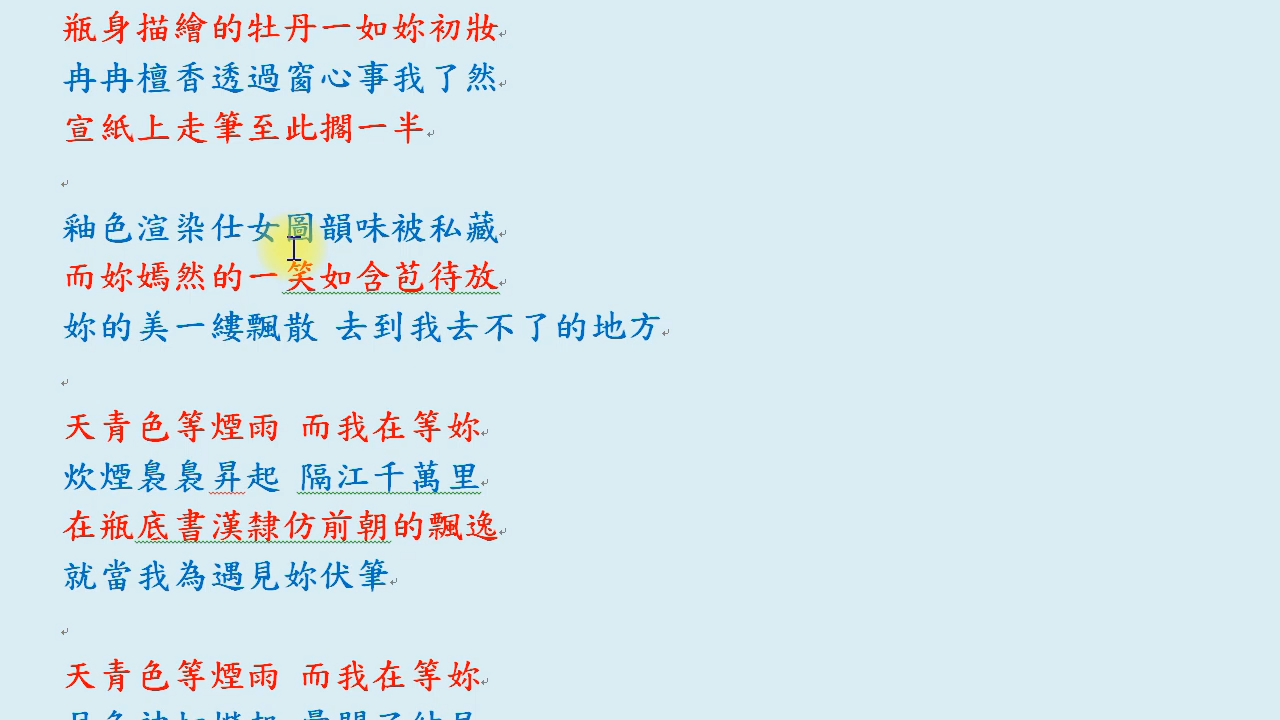 瓶身描繪的牡丹一如妳初妝
冉冉檀香透過窗心事我了然
宣紙上走筆至此擱一半
釉色渲染仕女圖韻味被私藏
而妳嫣然的一笑如含苞待放
妳的美一縷飄散 去到我去不了的地方
天青色等煙雨 而我在等妳
炊煙裊裊昇起 隔江千萬里
在瓶底書漢隸仿前朝的飄逸
就當我為遇見妳伏筆
天青色等煙雨 而我在等妳